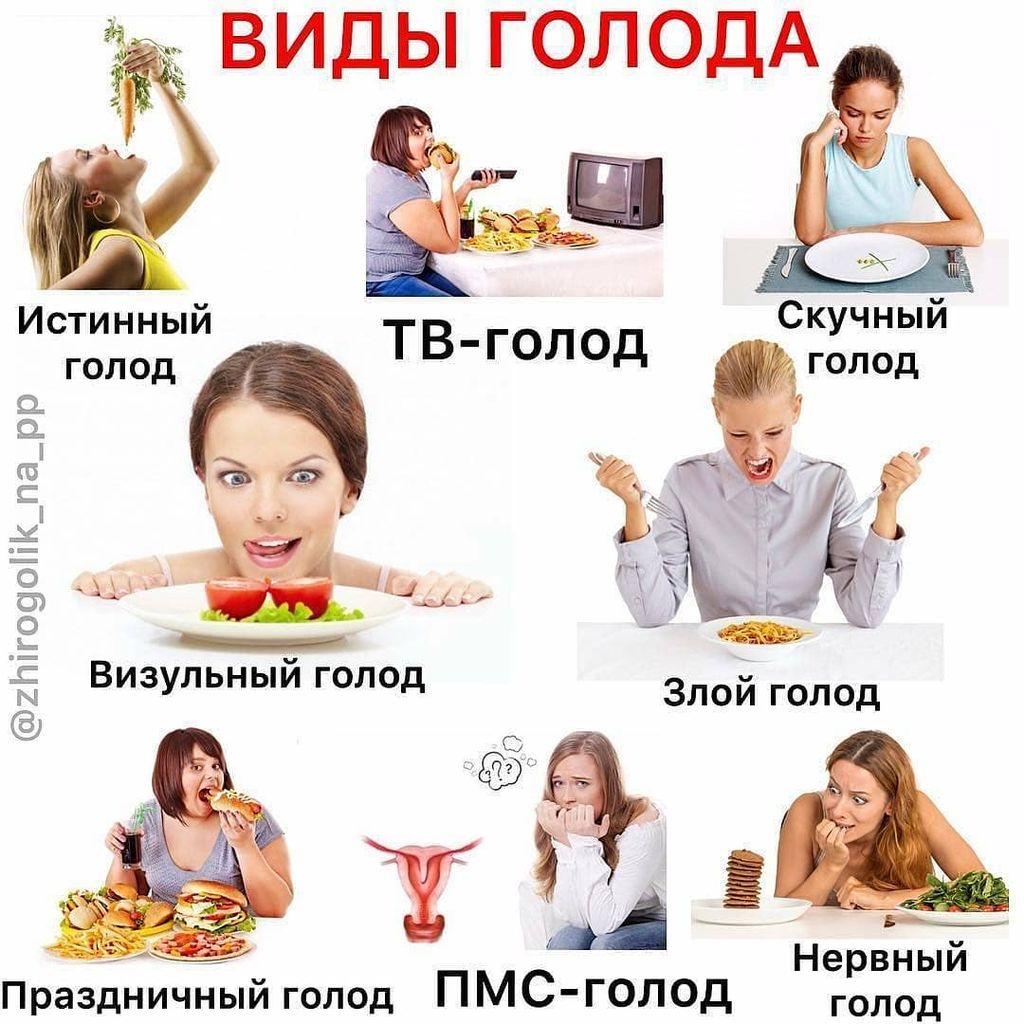 ВИДЫ ГОЛОДА
Истинный
голод
ТВ-голод
Скучный
голод
@zhirogolik_na_pp
Визульный голод
Злой голод
???
Праздничный голод
ПМС-голод
Нервный
голод